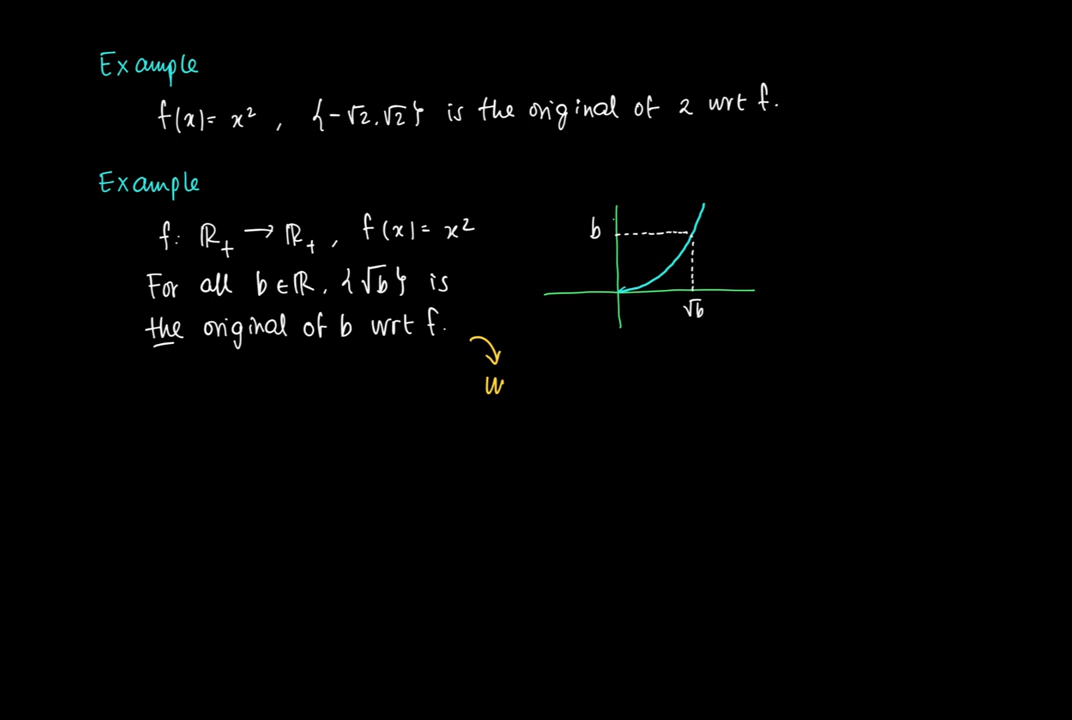 Example
f(x) = x², {-√2, √2} is the original of 2 wrt f.
Example
f: ℝ₊ → ℝ₊, f(x) = x²
For all b ∈ ℝ, {√b} is
the original of b wrt f.
b
√b
w